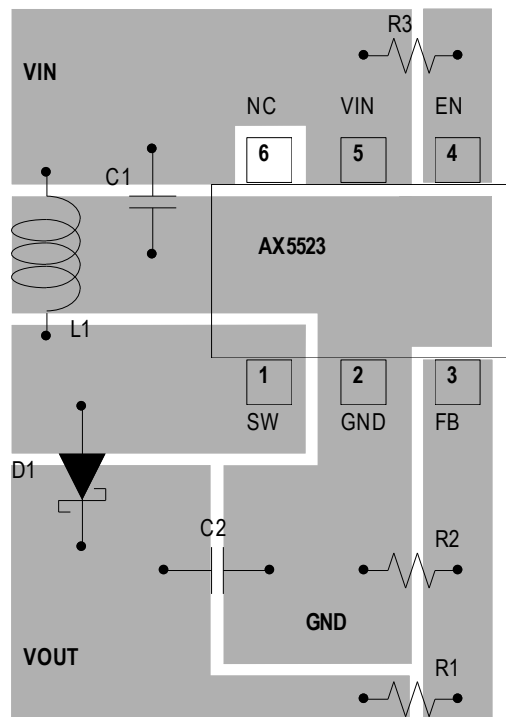 R3
VIN
NC VIN EN
6 5 4
C1
AX5523
L1
1 2 3
SW GND FB
D1
C2
R2
GND
VOUT
R1